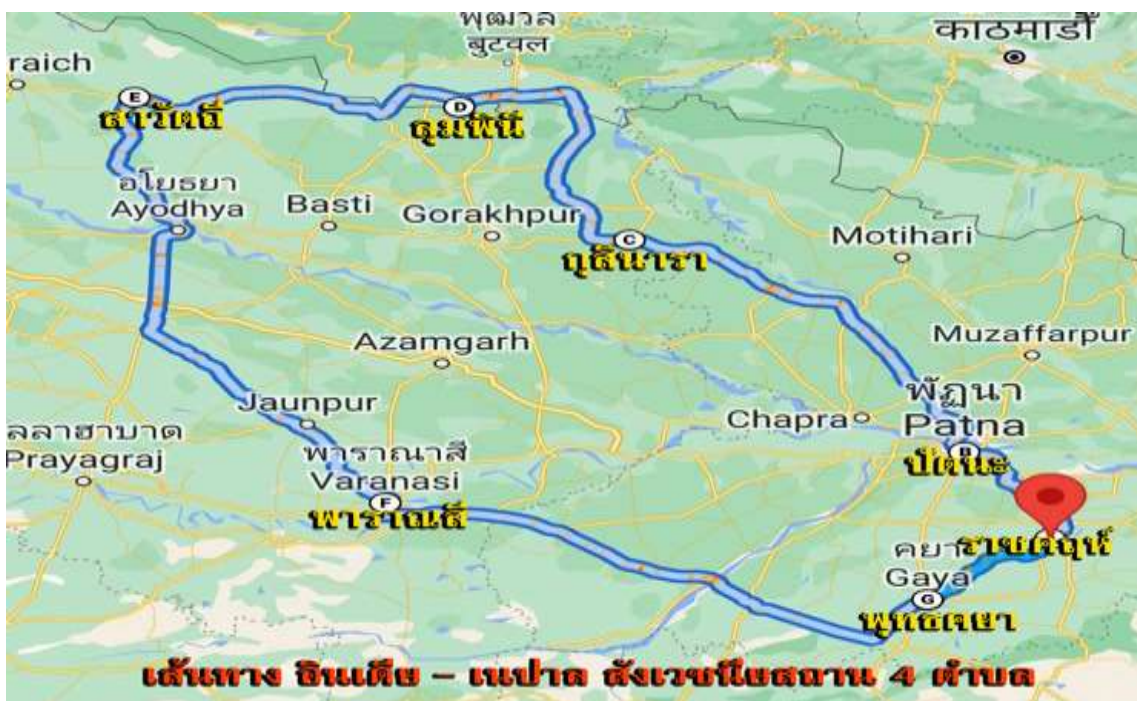 พุฒวัล
बुटवल
काठमाडौं
raich
E
สาวัตถี
D
ลุมพินี
อโยธยา
Ayodhya
Basti
Gorakhpur
C
กุสินารา
Motihari
Azamgarh
Muzaffarpur
Jaunpur
Chapra
พัฏนา
Patna
B
ปัตนะ
ลลาฮาบาด
Prayagraj
พาราณาสี
Varanasi
F
พาราณสี
ราชคฤห์
คยา
Gaya
G
พุทธคยา
เส้นทาง อินเดีย – เนปาล สังเวชนียสถาน 4 ตำบล